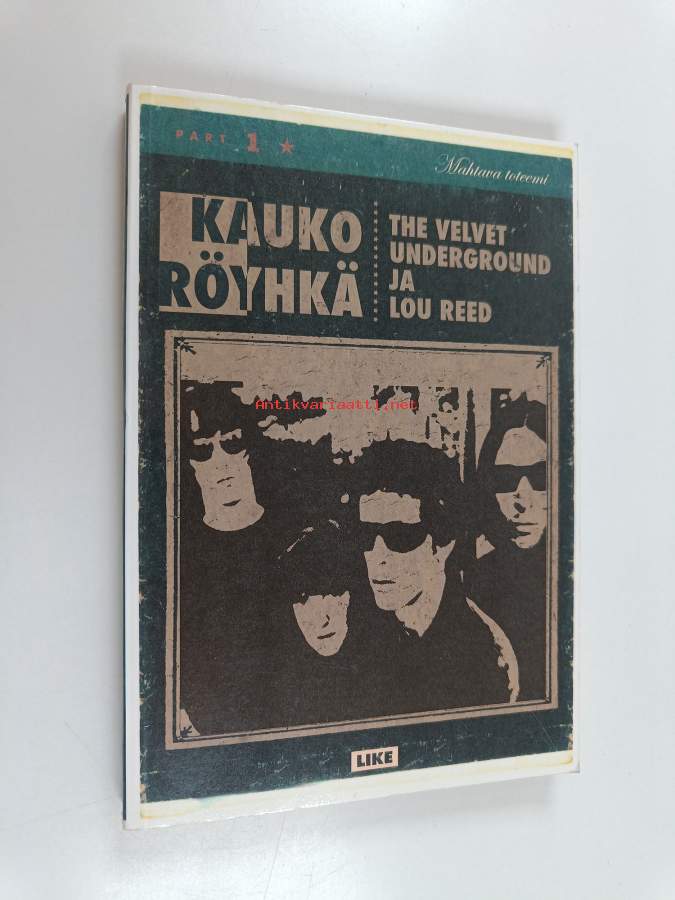 PART 1 ★
Mahtava toteemi
KAUKO
RÖYHKÄ
THE VELVET
UNDERGROUND
JA
LOU REED
Antikvariaatti.net
LIKE